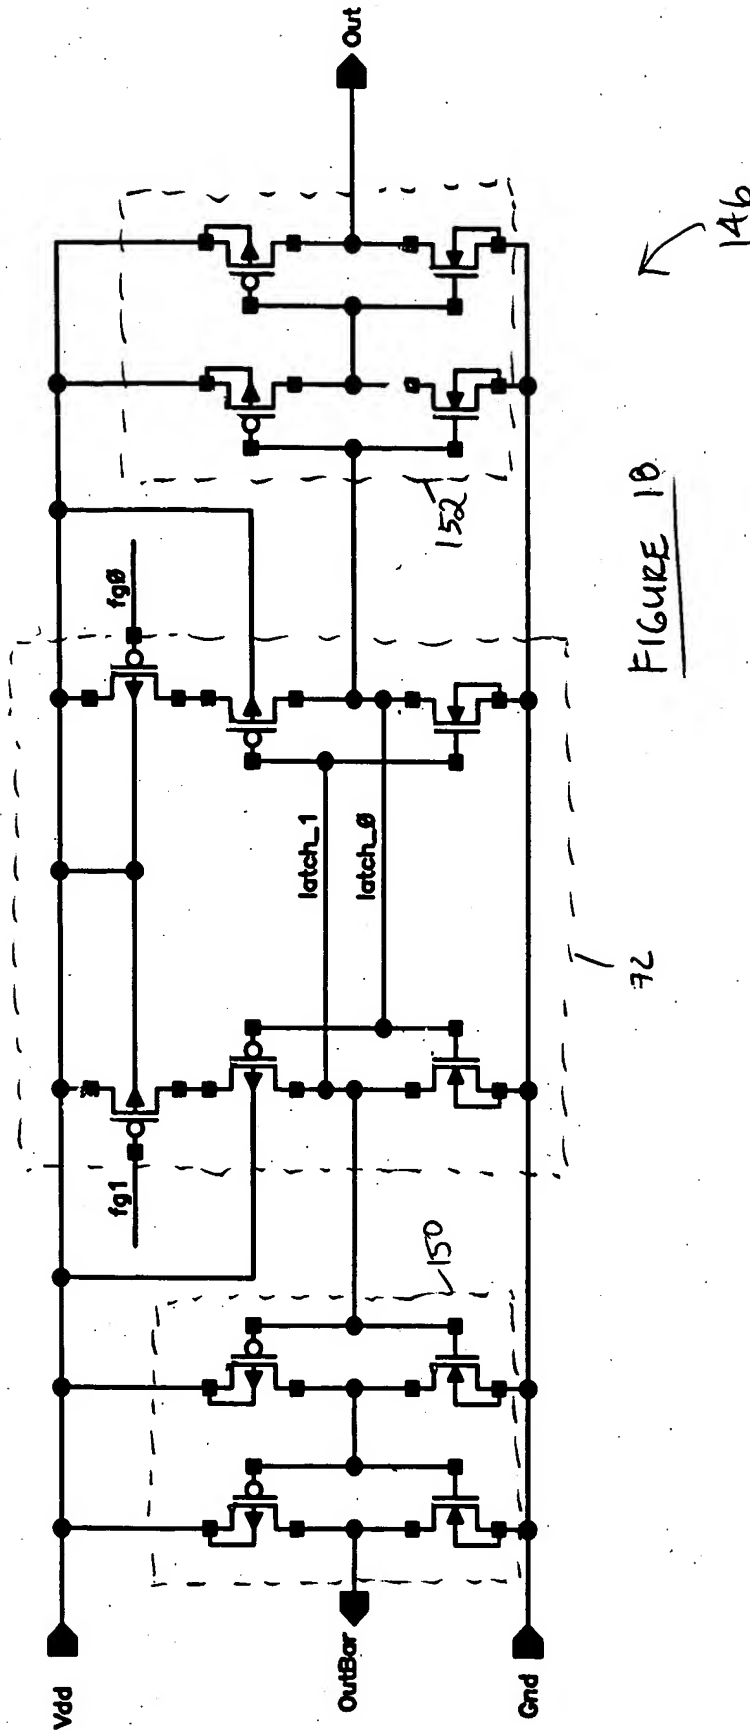 Vdd
fg1
fg0
latch_1
latch_0
OutBar
Out
150
152
Gnd
72
FIGURE 18
146